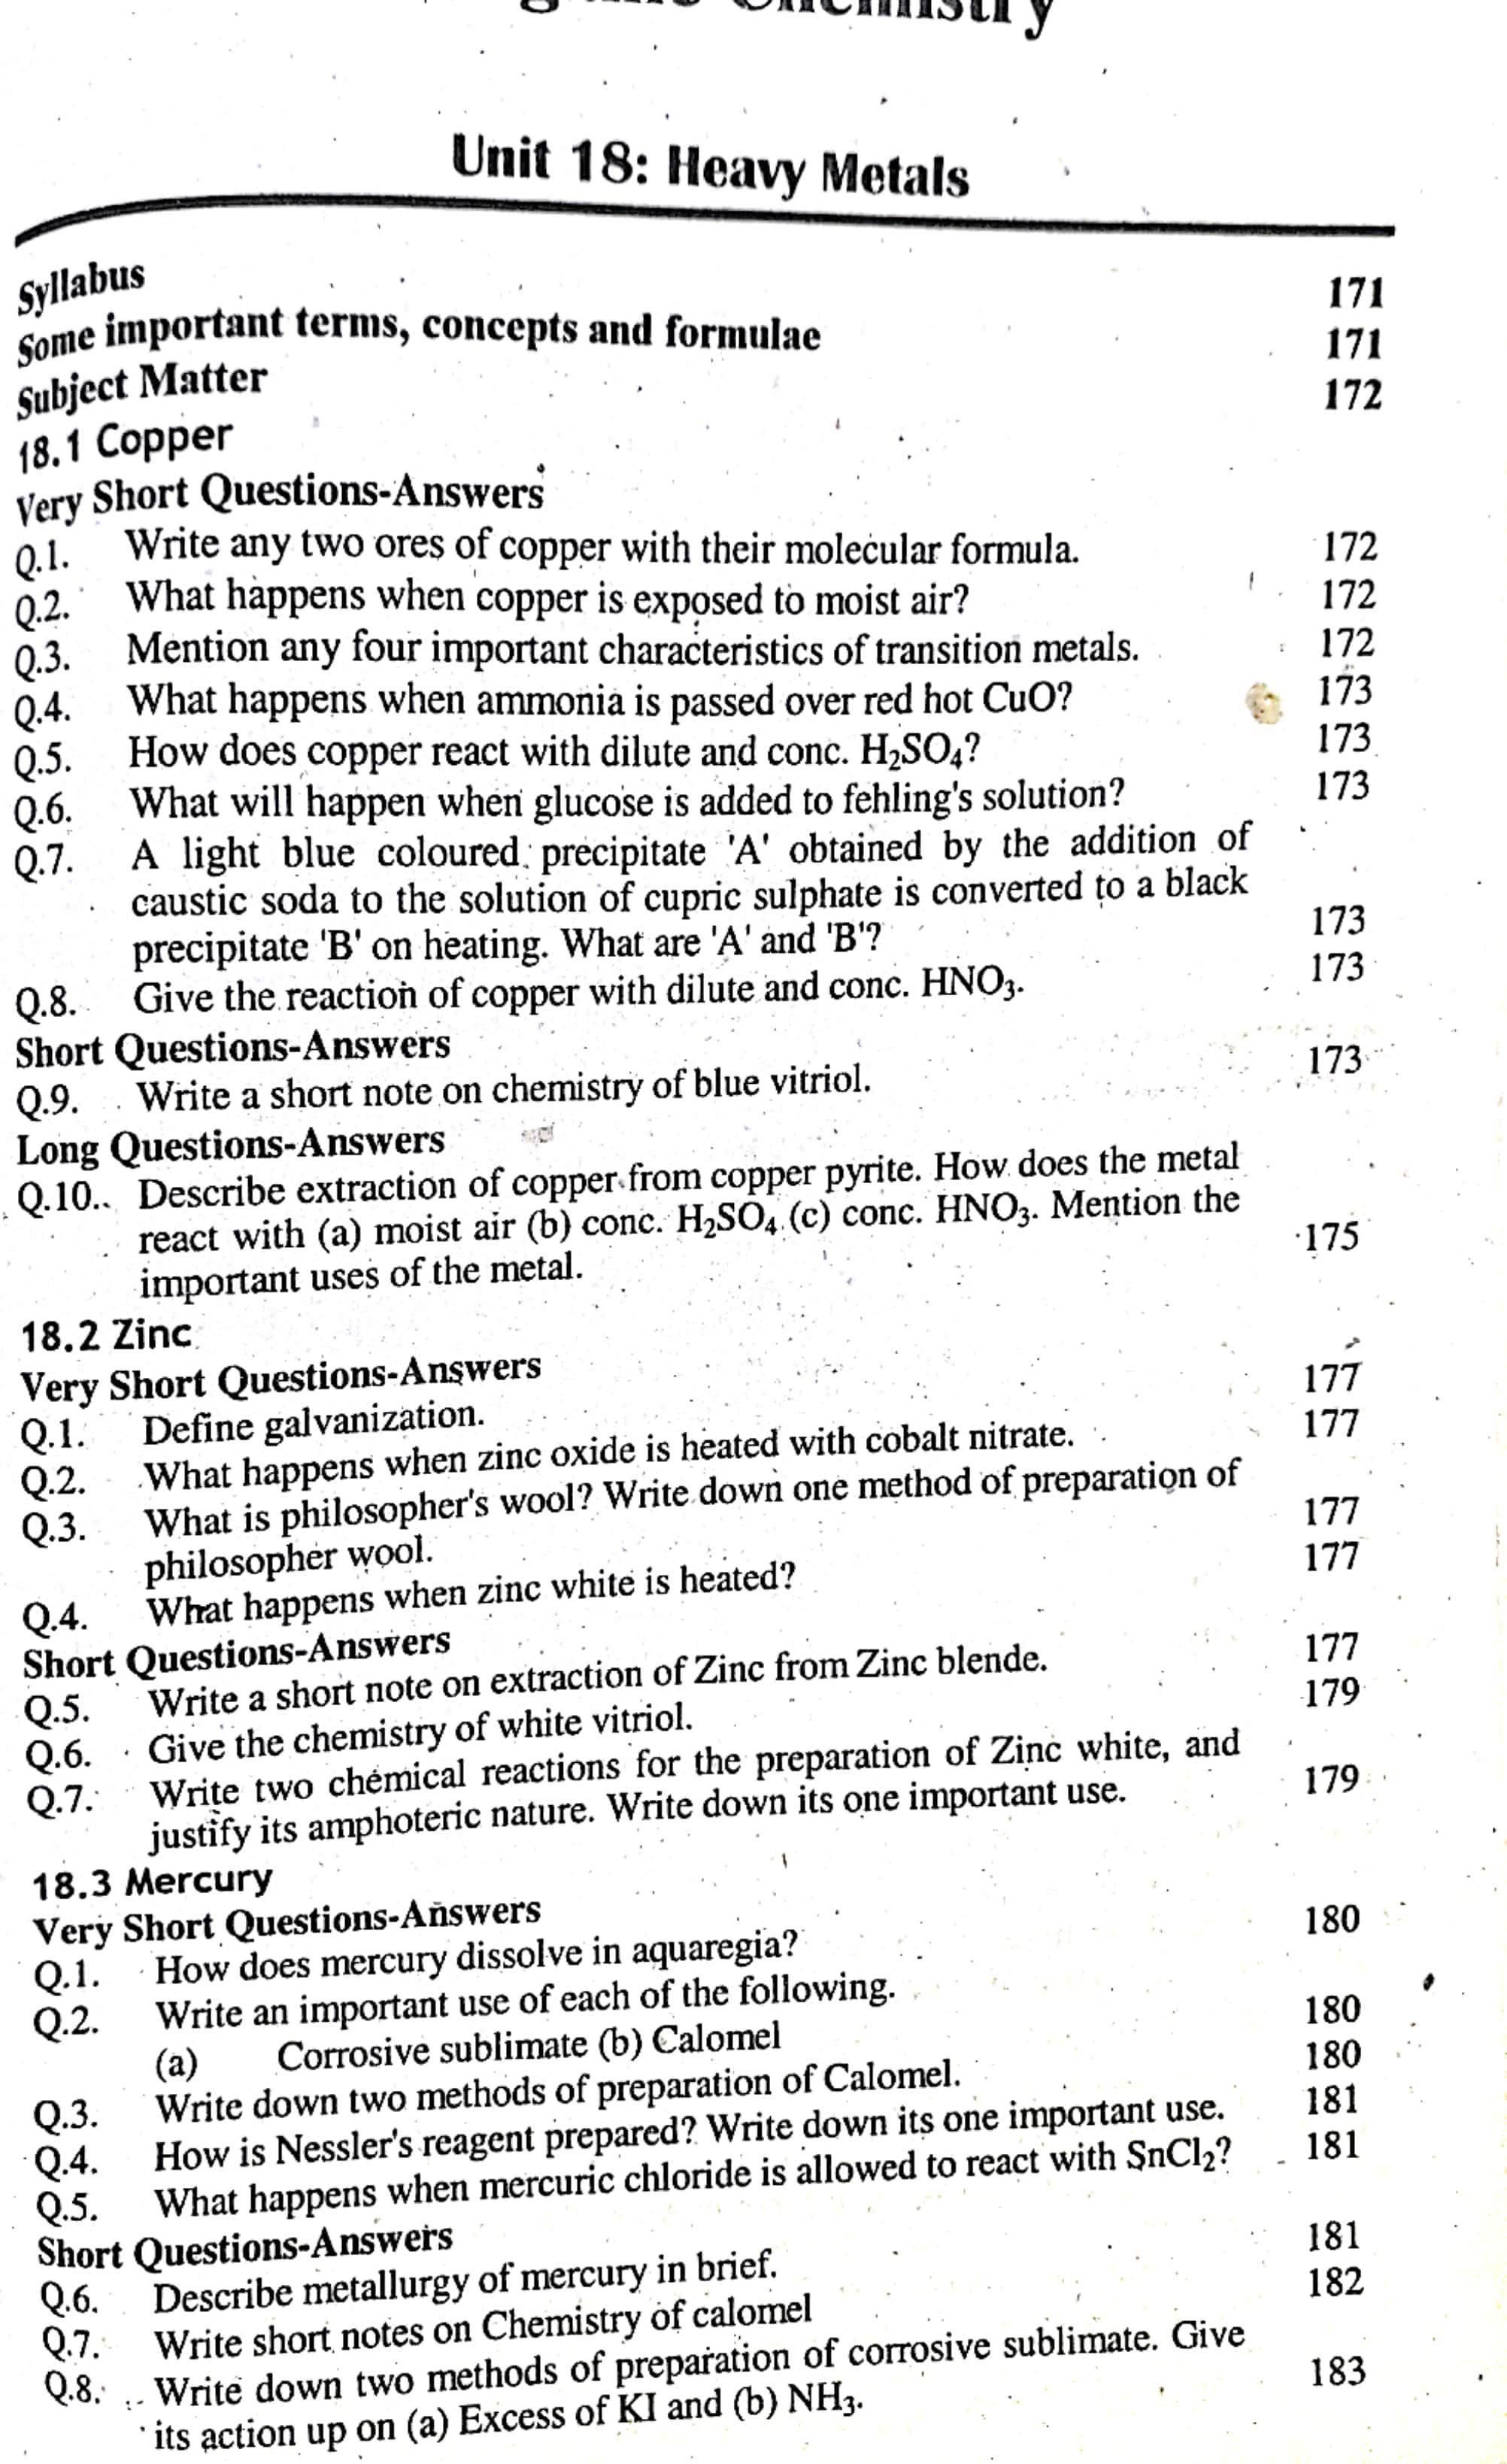 Chemistry
Unit 18: Heavy Metals
Syllabus 171
Some important terms, concepts and formulae 171
Subject Matter 172
18.1 Copper
Very Short Questions-Answers
Q.1. Write any two ores of copper with their molecular formula. 172
Q.2. What happens when copper is exposed to moist air? 172
Q.3. Mention any four important characteristics of transition metals. 172
Q.4. What happens when ammonia is passed over red hot CuO? 173
Q.5. How does copper react with dilute and conc. H₂SO₄? 173
Q.6. What will happen when glucose is added to fehling's solution? 173
Q.7. A light blue coloured precipitate 'A' obtained by the addition of
caustic soda to the solution of cupric sulphate is converted to a black
precipitate 'B' on heating. What are 'A' and 'B'? 173
Q.8. Give the reaction of copper with dilute and conc. HNO₃. 173
Short Questions-Answers
Q.9. Write a short note on chemistry of blue vitriol. 173
Long Questions-Answers
Q.10.. Describe extraction of copper from copper pyrite. How does the metal
react with (a) moist air (b) conc. H₂SO₄ (c) conc. HNO₃. Mention the
important uses of the metal. 175
18.2 Zinc
Very Short Questions-Answers
Q.1. Define galvanization. 177
Q.2. What happens when zinc oxide is heated with cobalt nitrate. 177
Q.3. What is philosopher's wool? Write down one method of preparation of
philosopher wool. 177
Q.4. What happens when zinc white is heated? 177
Short Questions-Answers
Q.5. Write a short note on extraction of Zinc from Zinc blende. 177
Q.6. Give the chemistry of white vitriol. 179
Q.7. Write two chemical reactions for the preparation of Zinc white, and
justify its amphoteric nature. Write down its one important use. 179
18.3 Mercury
Very Short Questions-Answers
Q.1. How does mercury dissolve in aquaregia? 180
Q.2. Write an important use of each of the following.
(a) Corrosive sublimate (b) Calomel 180
Q.3. Write down two methods of preparation of Calomel. 180
Q.4. How is Nessler's reagent prepared? Write down its one important use. 181
Q.5. What happens when mercuric chloride is allowed to react with SnCl₂? 181
Short Questions-Answers
Q.6. Describe metallurgy of mercury in brief. 181
Q.7. Write short notes on Chemistry of calomel 182
Q.8. Write down two methods of preparation of corrosive sublimate. Give
its action up on (a) Excess of KI and (b) NH₃. 183